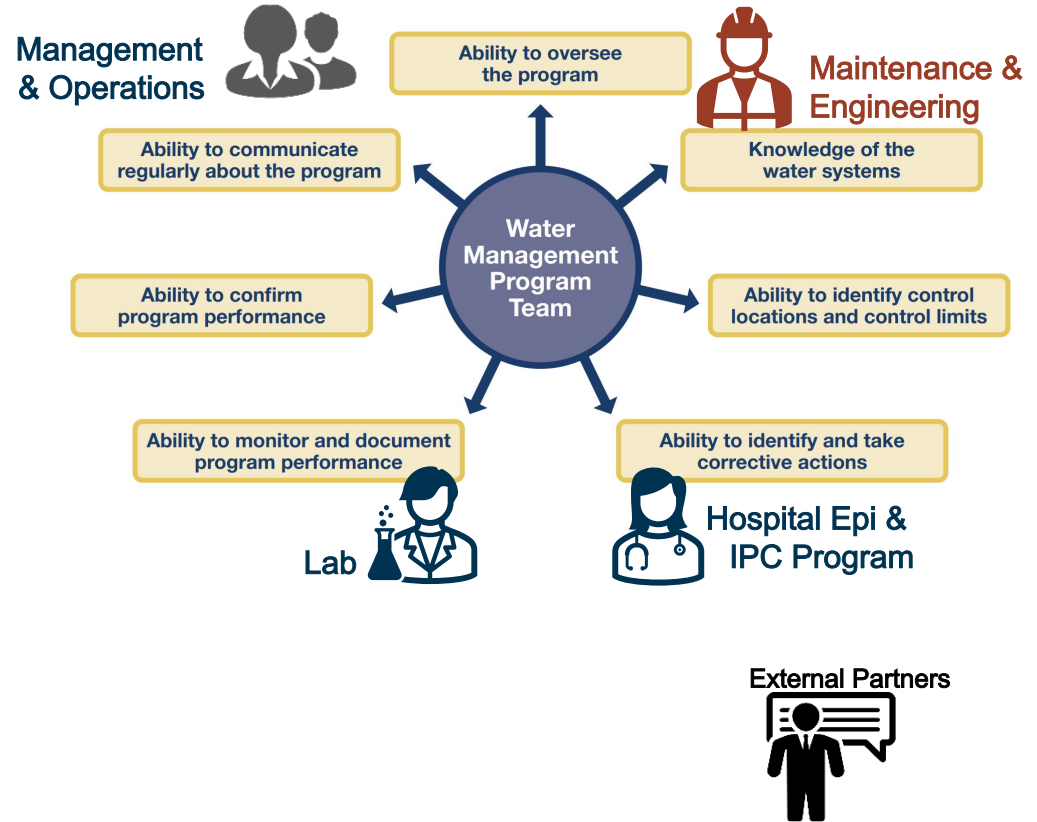 Management
& Operations
Ability to oversee
the program
Maintenance &
Engineering
Ability to communicate
regularly about the program
Knowledge of the
water systems
Water
Management
Program
Team
Ability to confirm
program performance
Ability to identify control
locations and control limits
Ability to monitor and document
program performance
Ability to identify and take
corrective actions
Lab
Hospital Epi &
IPC Program
External Partners